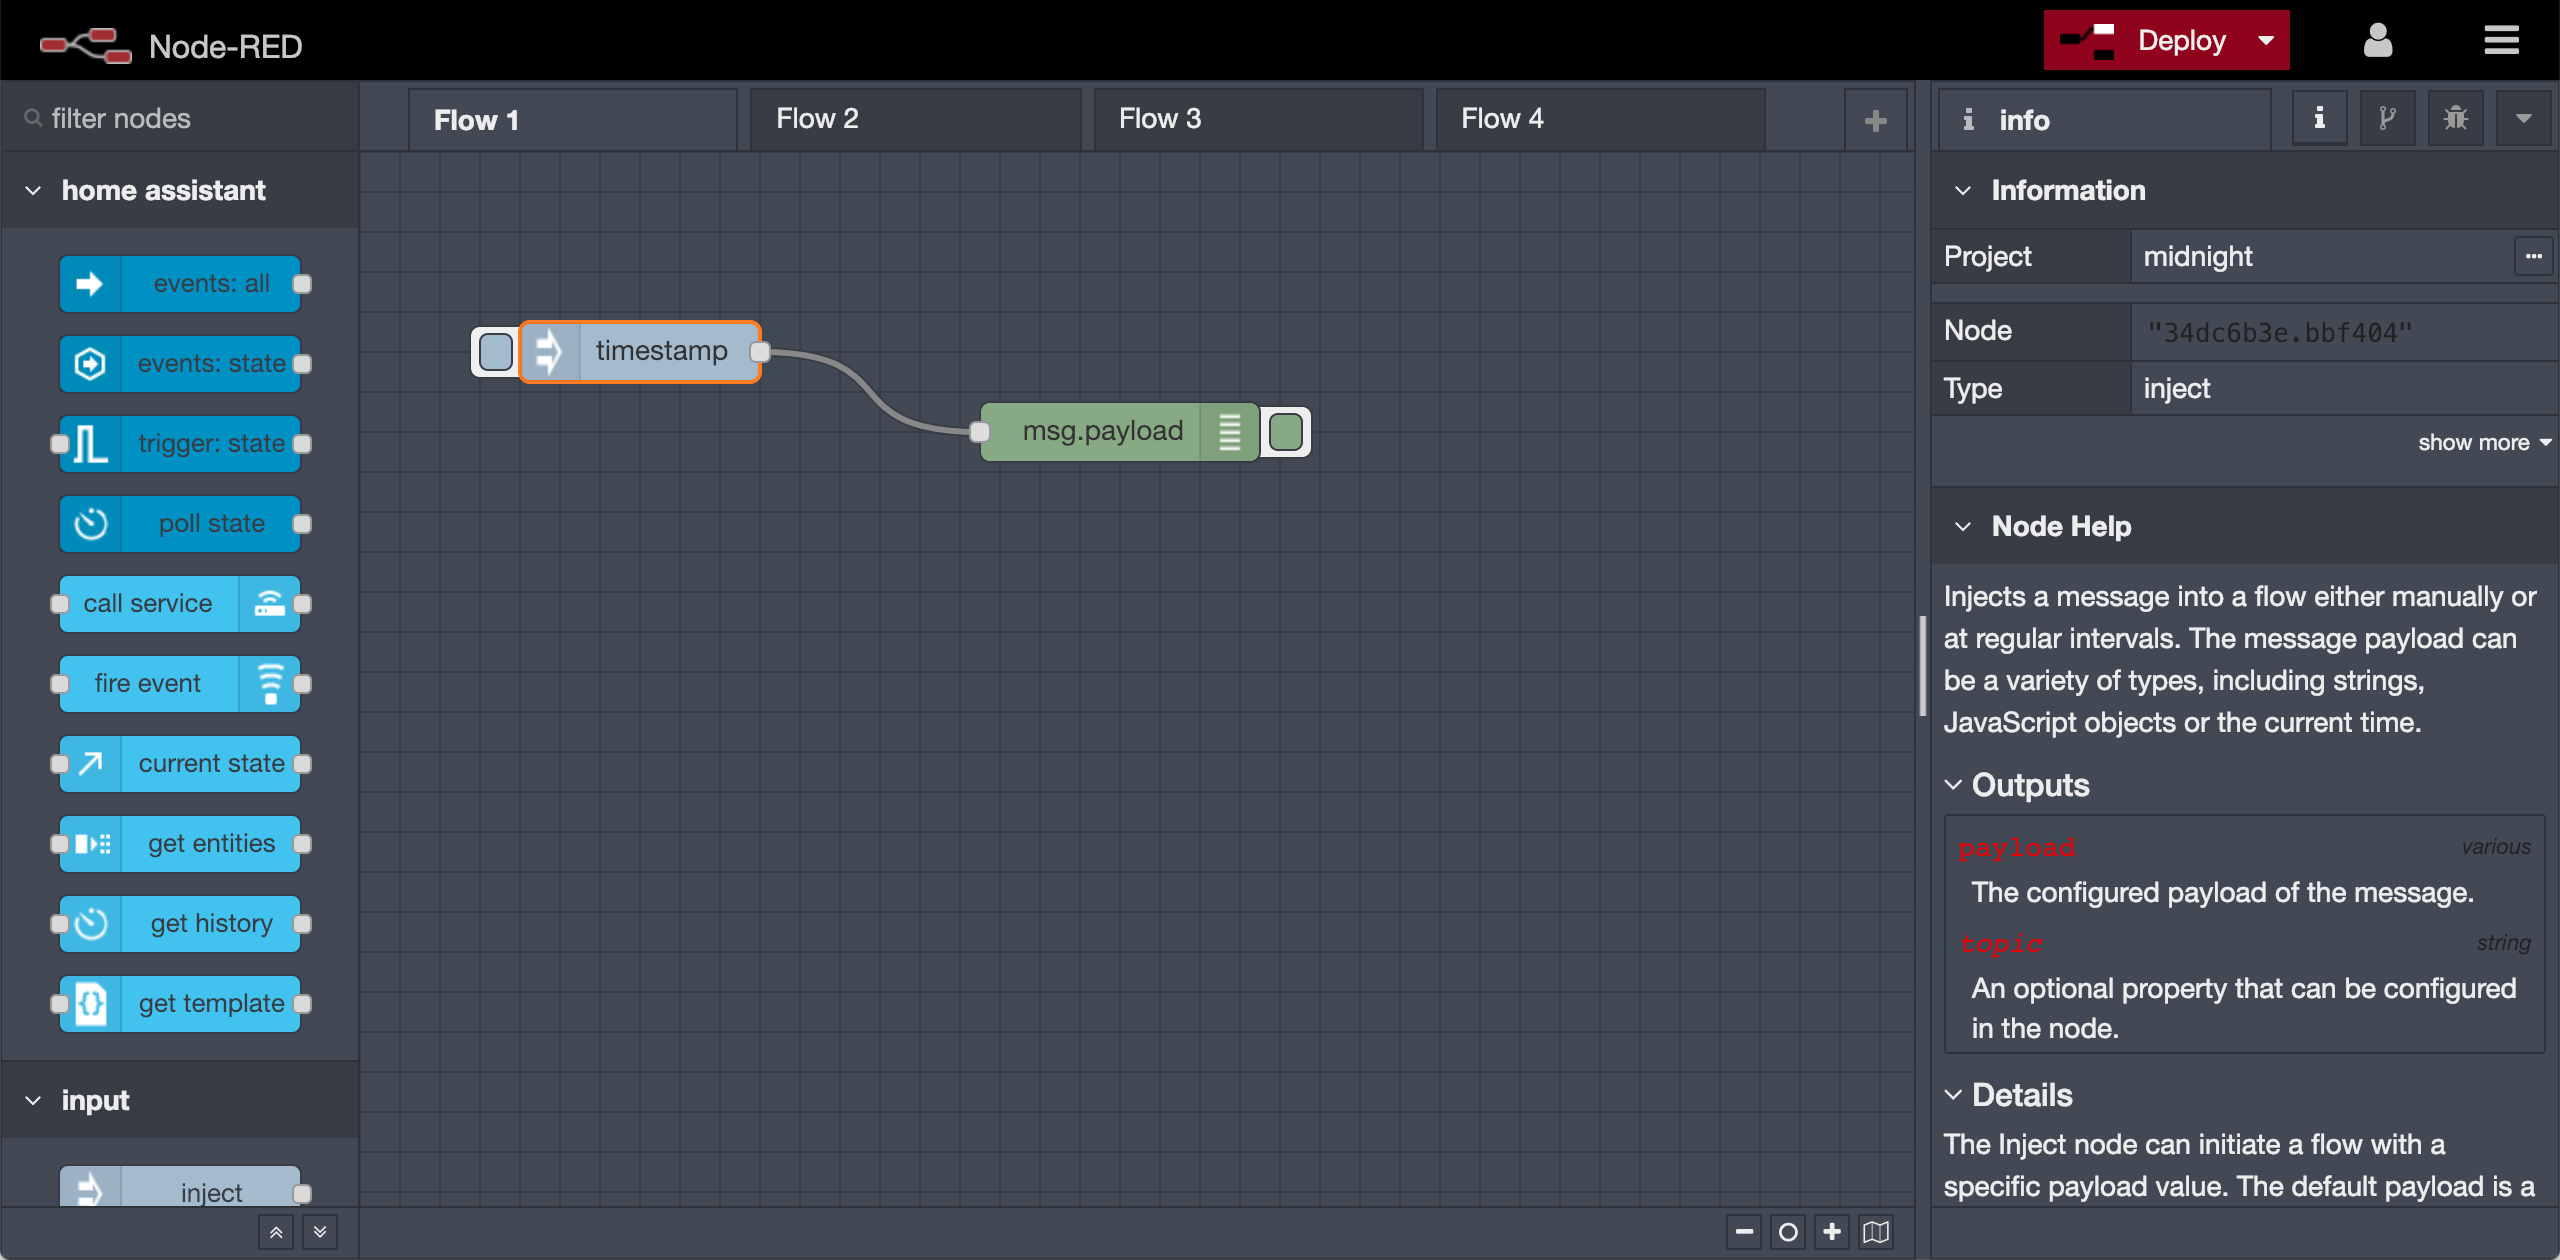 Node-RED
Deploy
filter nodes
Flow 1
Flow 2
Flow 3
Flow 4
info
home assistant
events: all
events: state
trigger: state
poll state
call service
fire event
current state
get entities
get history
get template
input
inject
timestamp
msg.payload
Information
Project
midnight
Node
"34dc6b3e.bbf404"
Type
inject
show more
Node Help
Injects a message into a flow either manually or
at regular intervals. The message payload can
be a variety of types, including strings,
JavaScript objects or the current time.
Outputs
payload
various
The configured payload of the message.
topic
string
An optional property that can be configured
in the node.
Details
The Inject node can initiate a flow with a
specific payload value. The default payload is a